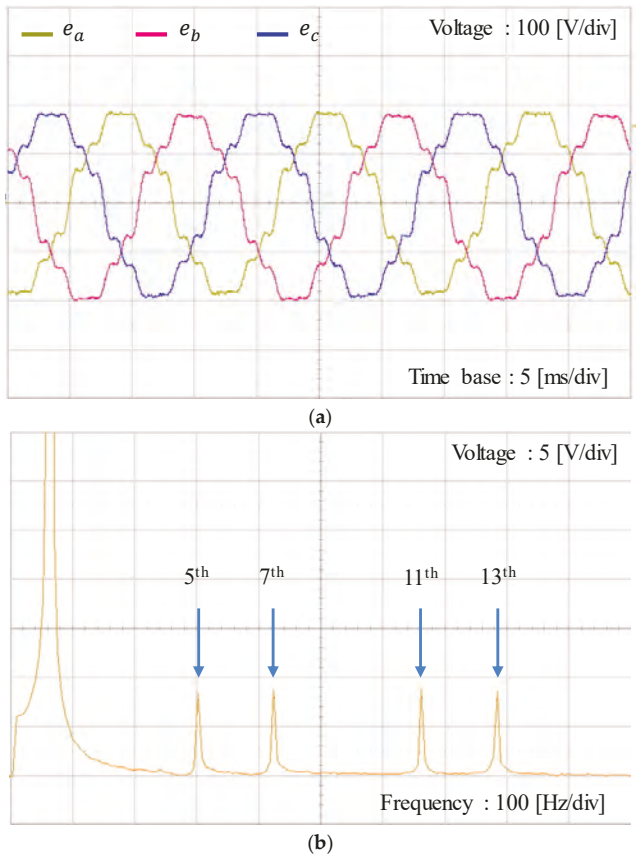 e_a e_b e_c Voltage : 100 [V/div]
Time base : 5 [ms/div]
(a)
Voltage : 5 [V/div]
5th 7th 11th 13th
Frequency : 100 [Hz/div]
(b)